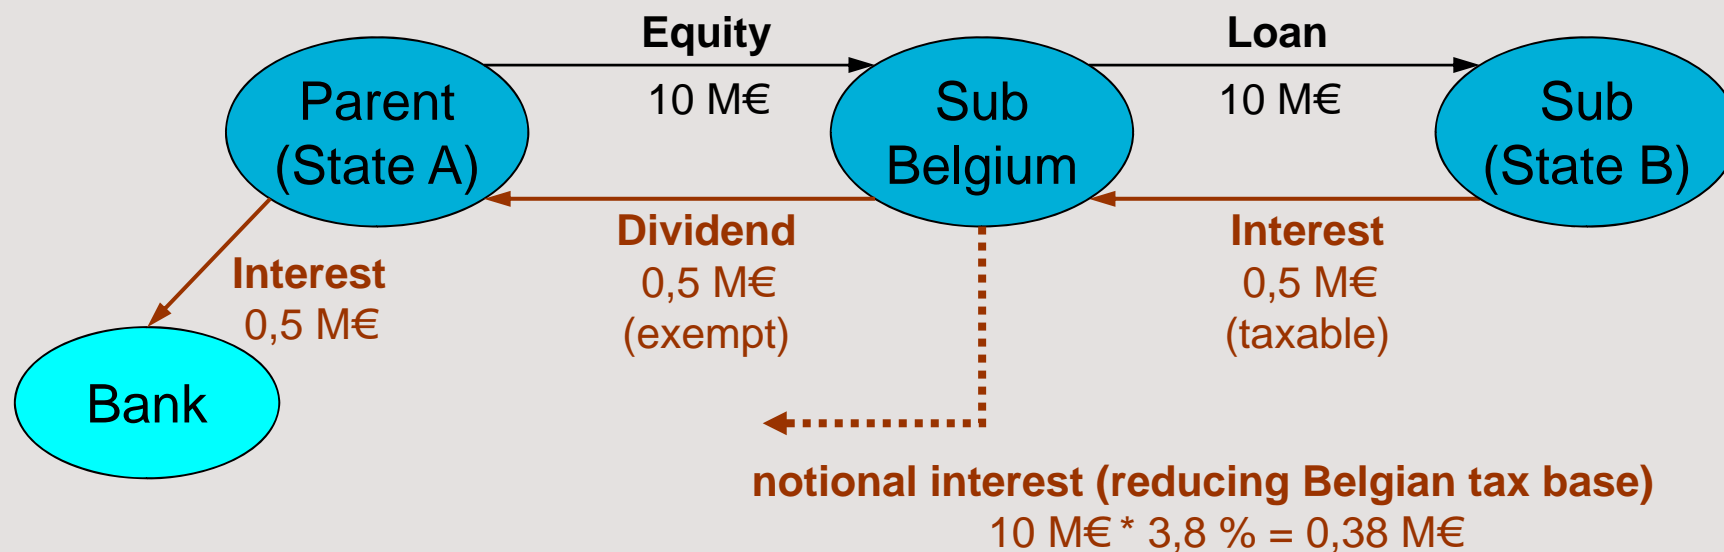 Equity
10 M€
Loan
10 M€
Parent
(State A)
Sub
Belgium
Sub
(State B)
Dividend
0,5 M€
(exempt)
Interest
0,5 M€
(taxable)
Interest
0,5 M€
Bank
notional interest (reducing Belgian tax base)
10 M€ * 3,8 % = 0,38 M€